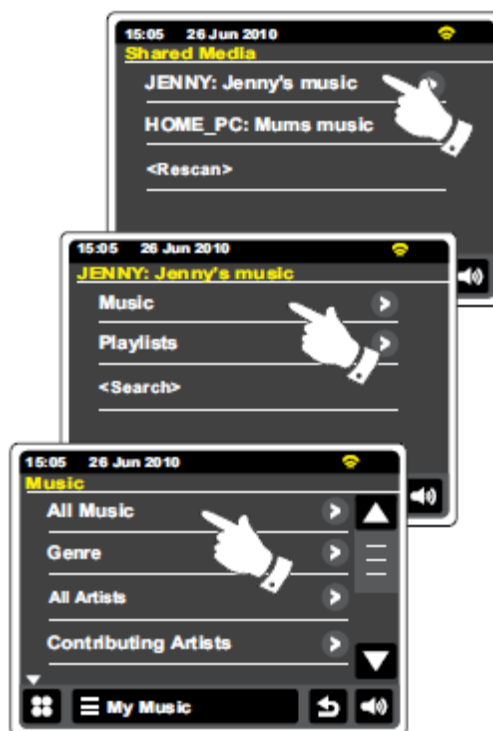 15:05 26 Jun 2010
Shared Media
JENNY: Jenny's music
HOME_PC: Mums music
<Rescan>
15:05 26 Jun 2010
JENNY: Jenny's music
Music
Playlists
<Search>
15:05 26 Jun 2010
Music
All Music
Genre
All Artists
Contributing Artists
My Music